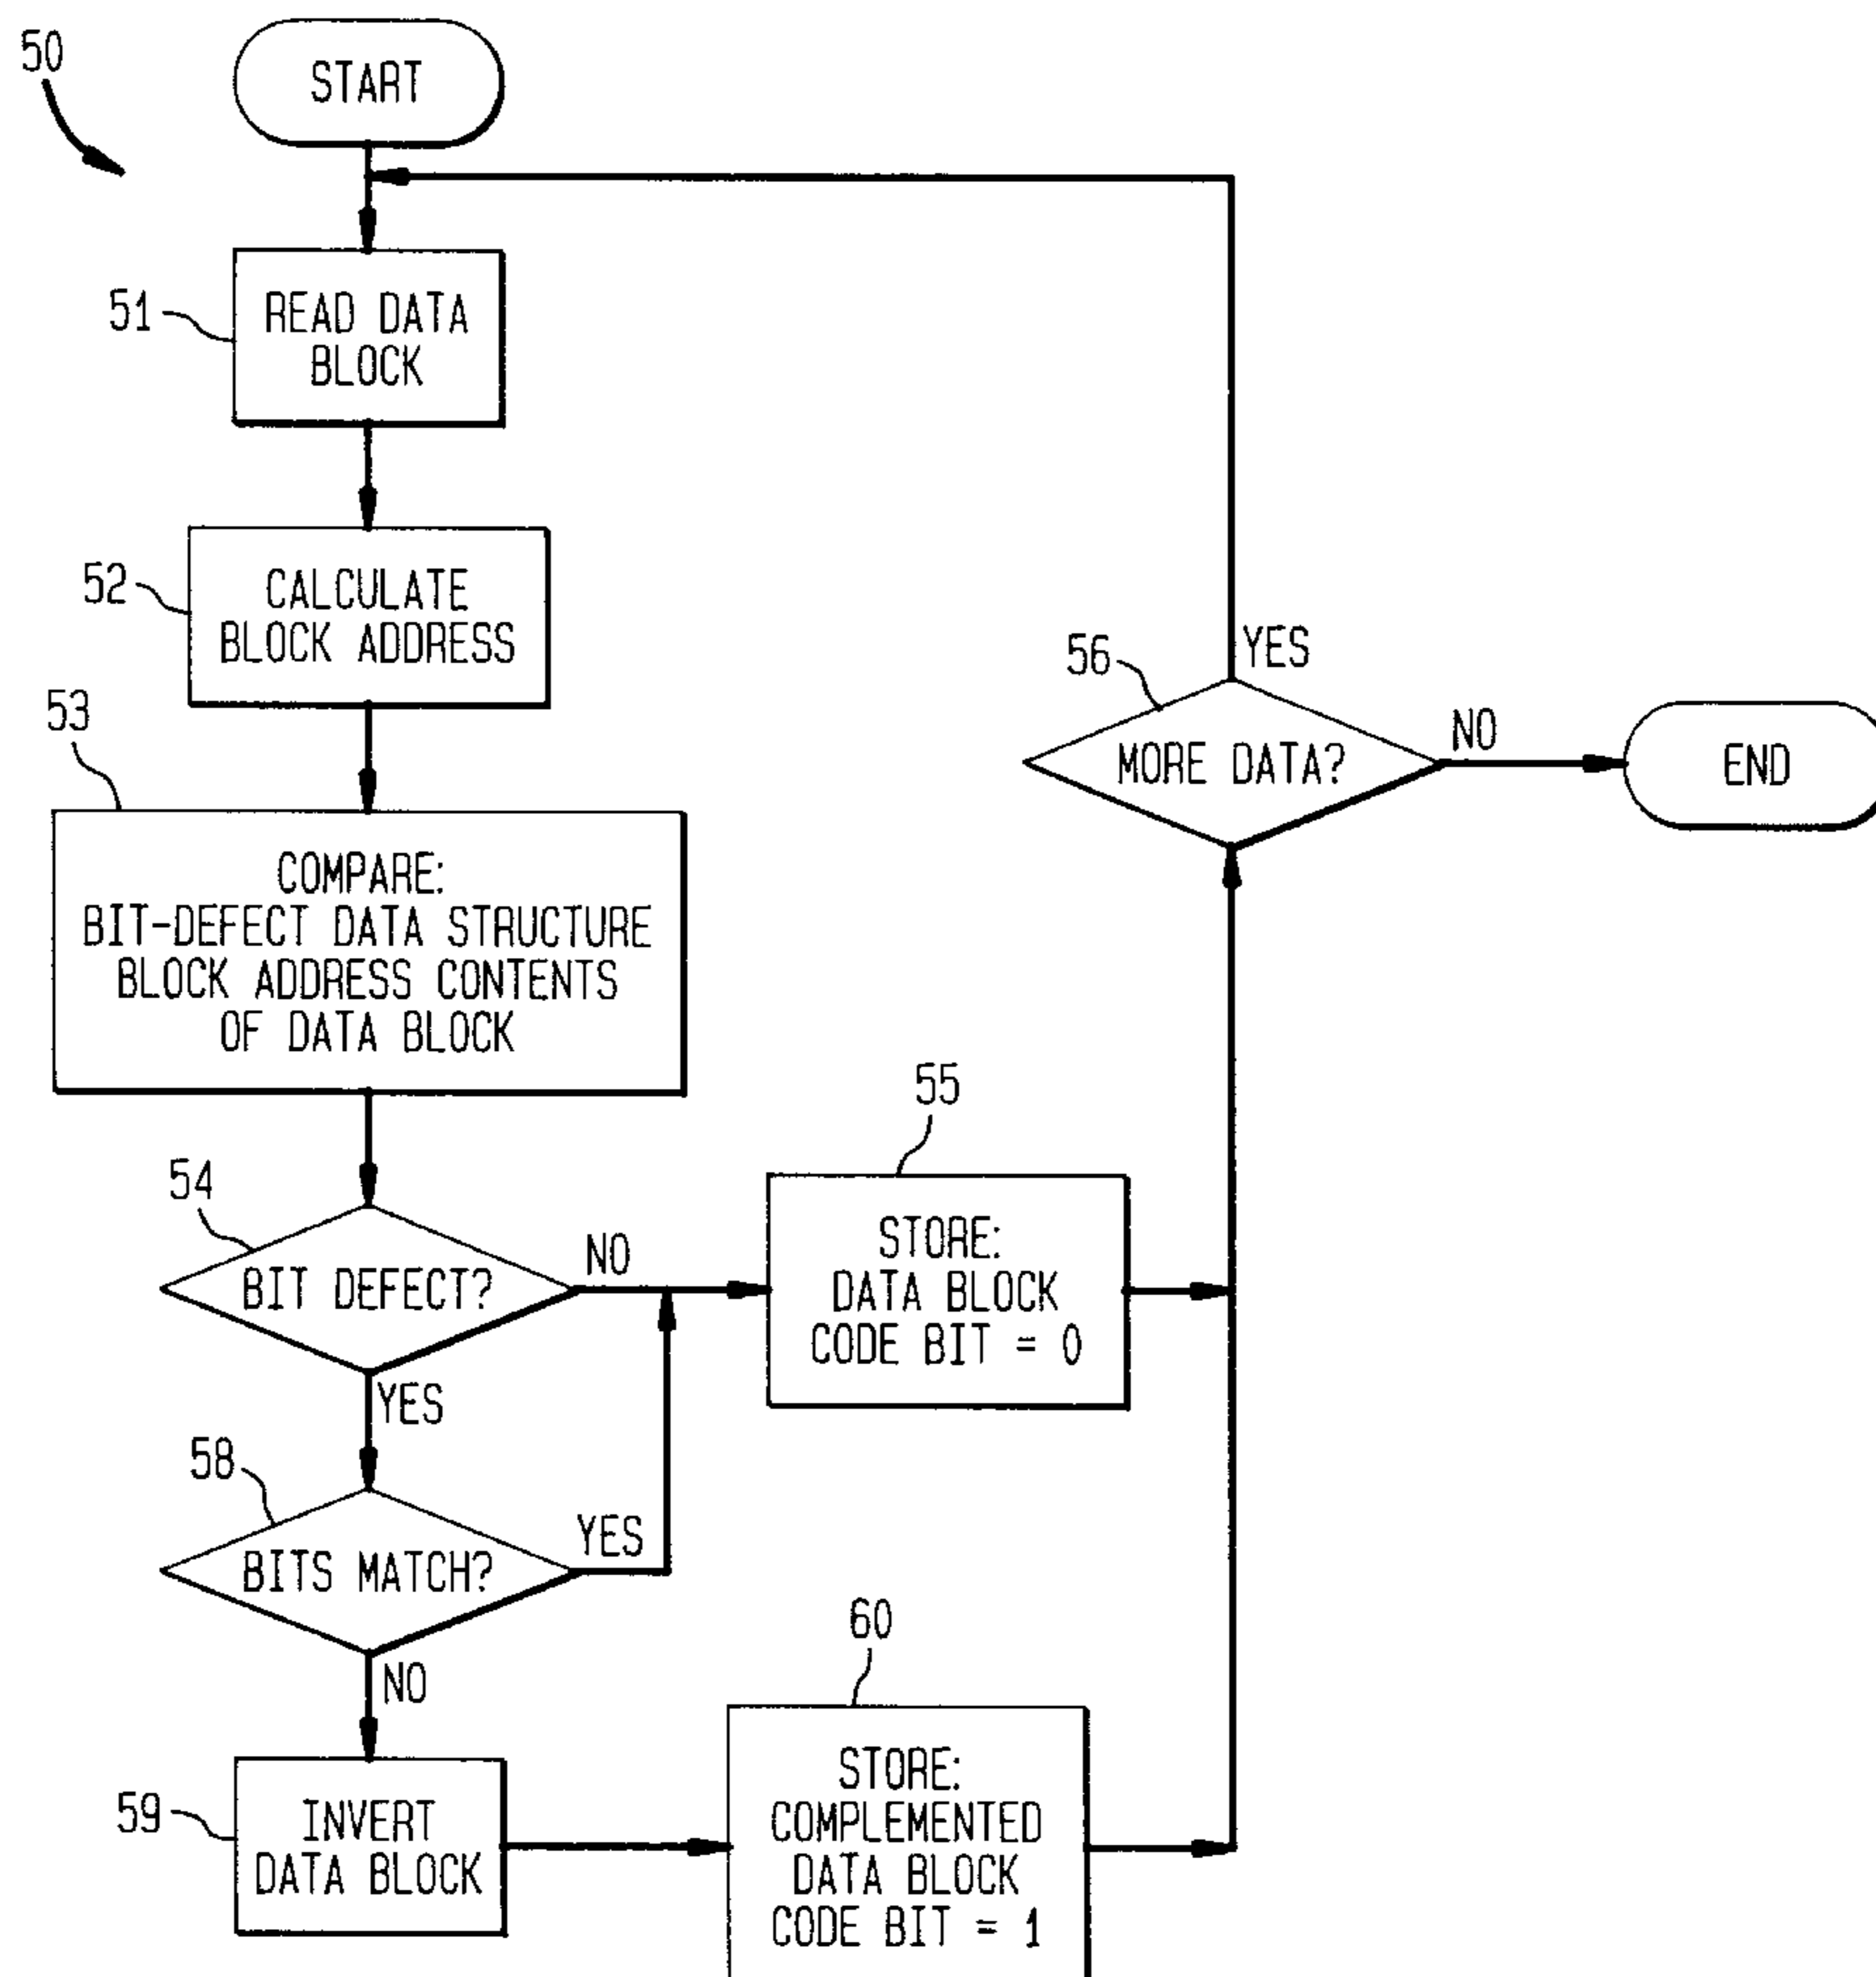 50
START
51
READ DATA
BLOCK
52
CALCULATE
BLOCK ADDRESS
53
COMPARE:
BIT-DEFECT DATA STRUCTURE
BLOCK ADDRESS CONTENTS
OF DATA BLOCK
54
BIT DEFECT?
NO
YES
55
STORE:
DATA BLOCK
CODE BIT = 0
56
YES
MORE DATA?
NO
END
58
BITS MATCH?
YES
NO
59
INVERT
DATA BLOCK
60
STORE:
COMPLEMENTED
DATA BLOCK
CODE BIT = 1